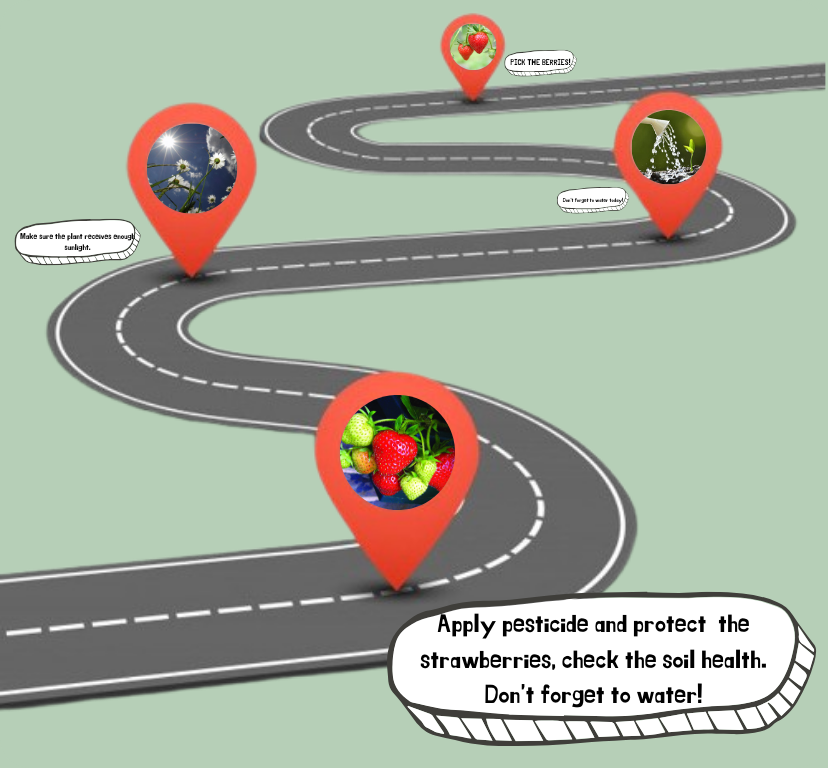 PICK THE BERRIES!
Don't forget to water today!
Make sure the plant receives enough
sunlight.
Apply pesticide and protect the
strawberries, check the soil health.
Don't forget to water!